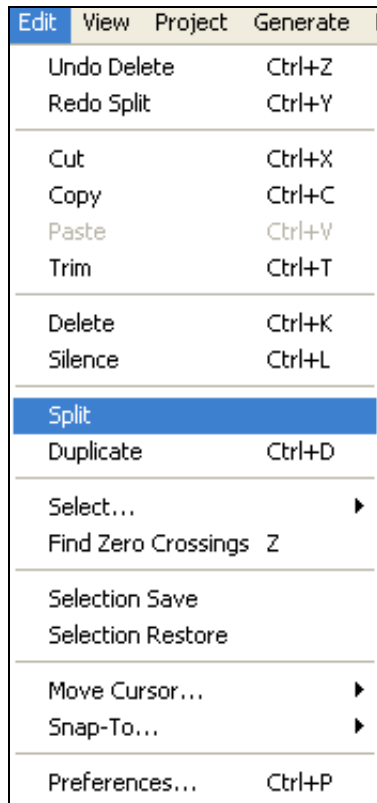 Edit View Project Generate
Undo Delete Ctrl+Z
Redo Split Ctrl+Y
Cut Ctrl+X
Copy Ctrl+C
Paste Ctrl+V
Trim Ctrl+T
Delete Ctrl+K
Silence Ctrl+L
Split
Duplicate Ctrl+D
Select...
Find Zero Crossings Z
Selection Save
Selection Restore
Move Cursor...
Snap-To...
Preferences... Ctrl+P